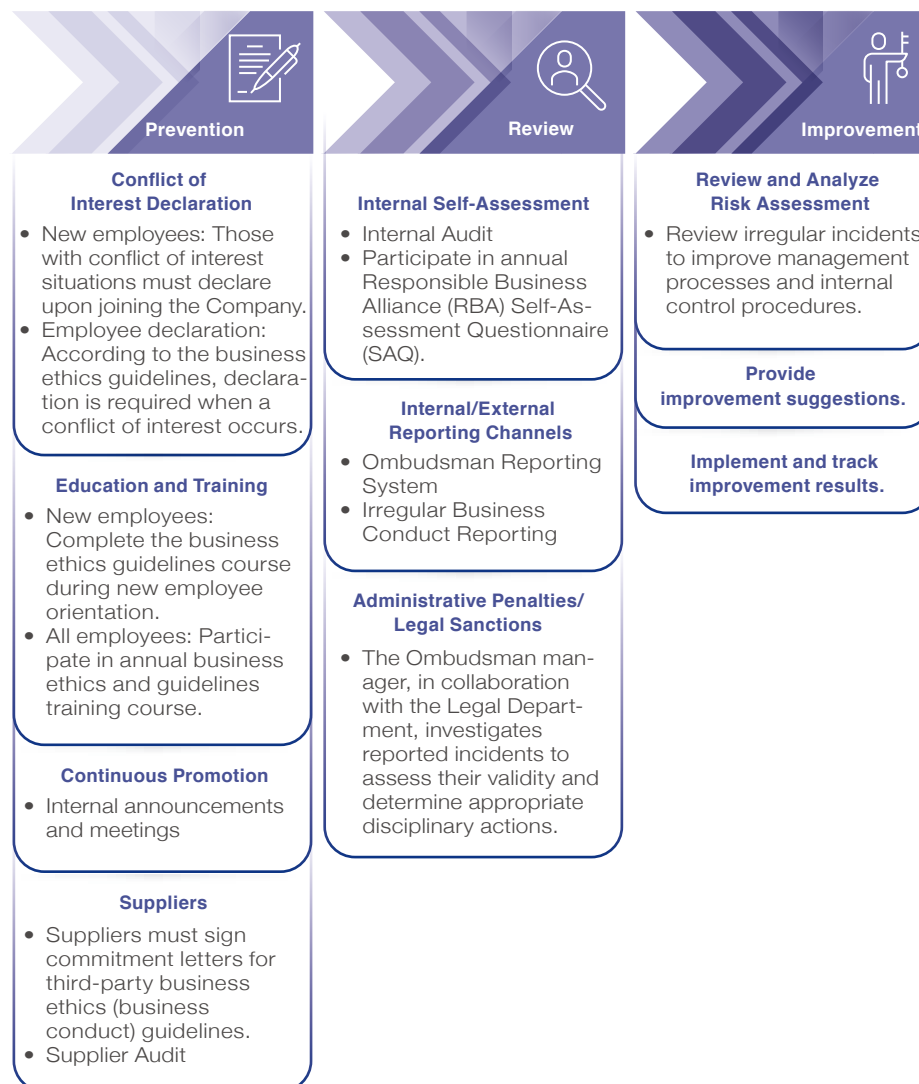 Prevention
Conflict of
Interest Declaration
• New employees: Those
with conflict of interest
situations must declare
upon joining the Company.
• Employee declaration:
According to the business
ethics guidelines, declara-
tion is required when a
conflict of interest occurs.
Education and Training
• New employees:
Complete the business
ethics guidelines course
during new employee
orientation.
• All employees: Partici-
pate in annual business
ethics and guidelines
training course.
Continuous Promotion
• Internal announcements
and meetings
Suppliers
• Suppliers must sign
commitment letters for
third-party business
ethics (business
conduct) guidelines.
• Supplier Audit
Review
Internal Self-Assessment
• Internal Audit
• Participate in annual
Responsible Business
Alliance (RBA) Self-As-
sessment Questionnaire
(SAQ).
Internal/External
Reporting Channels
• Ombudsman Reporting
System
• Irregular Business
Conduct Reporting
Administrative Penalties/
Legal Sanctions
• The Ombudsman man-
ager, in collaboration
with the Legal Depart-
ment, investigates
reported incidents to
assess their validity and
determine appropriate
disciplinary actions.
Improvement
Review and Analyze
Risk Assessment
• Review irregular incidents
to improve management
processes and internal
control procedures.
Provide
improvement suggestions.
Implement and track
improvement results.